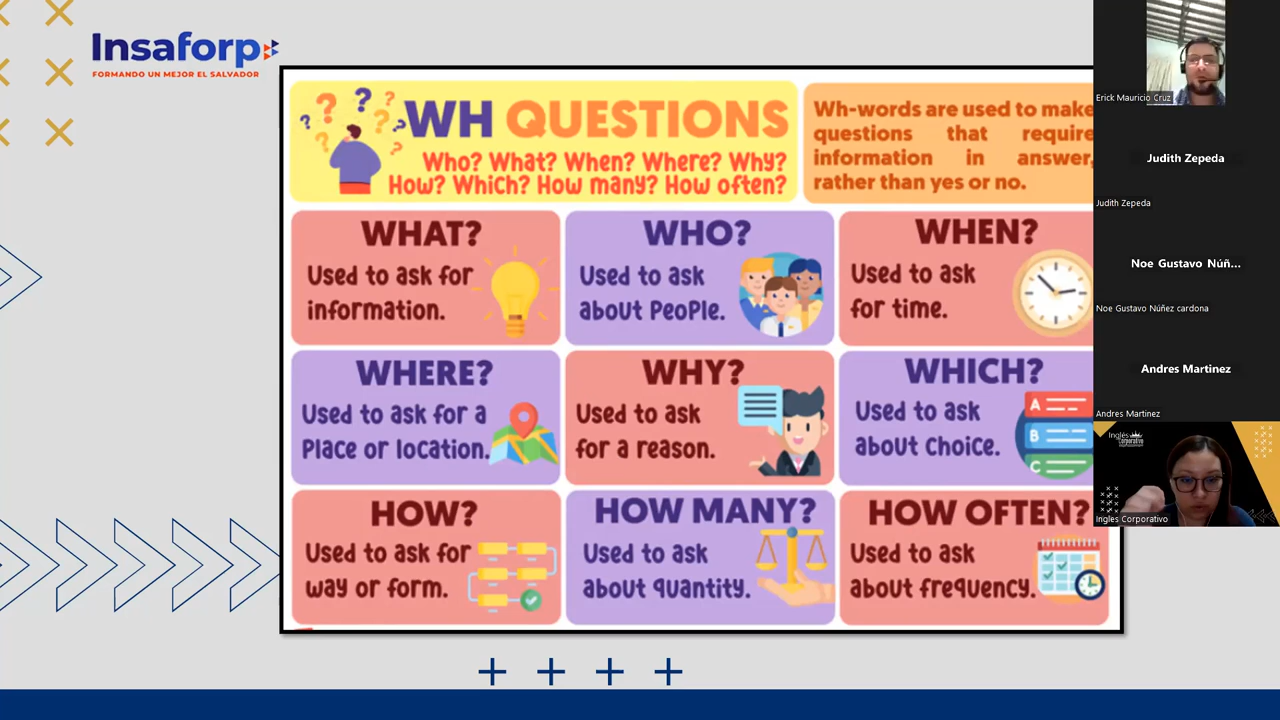 Insaforp
FORMANDO UN MEJOR EL SALVADOR
WH QUESTIONS
Who? What? When? Where? Why?
How? Which? How many? How often?
Wh-words are used to make
questions that require
information in answer,
rather than yes or no.
WHAT?
Used to ask for
information.
WHO?
Used to ask
about People.
WHEN?
Used to ask
for time.
WHERE?
Used to ask for a
Place or location.
WHY?
Used to ask
for a reason.
WHICH?
Used to ask
about Choice.
A
B
C
HOW?
Used to ask for
way or form.
HOW MANY?
Used to ask
about quantity.
HOW OFTEN?
Used to ask
about frequency.
Erick Mauricio Cruz
Judith Zepeda
Judith Zepeda
Noe Gustavo Núñ...
Noe Gustavo Núñez cardona
Andres Martinez
Andres Martinez
Inglés
Corporativo
Ingles Corporativo